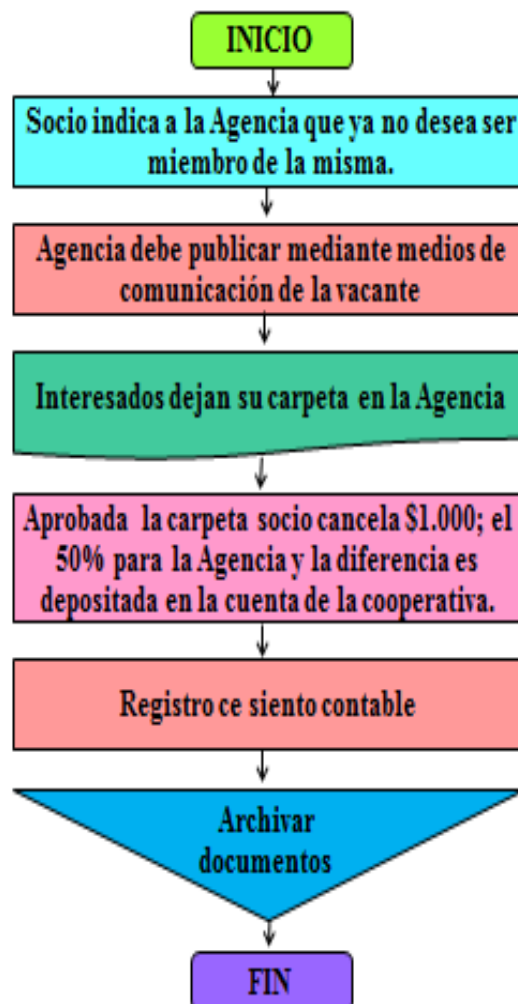 INICIO
Socio indica a la Agencia que ya no desea ser
miembro de la misma.
Agencia debe publicar mediante medios de
comunicación de la vacante
Interesados dejan su carpeta en la Agencia
Aprobada la carpeta socio cancela $1.000; el
50% para la Agencia y la diferencia es
depositada en la cuenta de la cooperativa.
Registro ce siento contable
Archivar
documentos
FIN